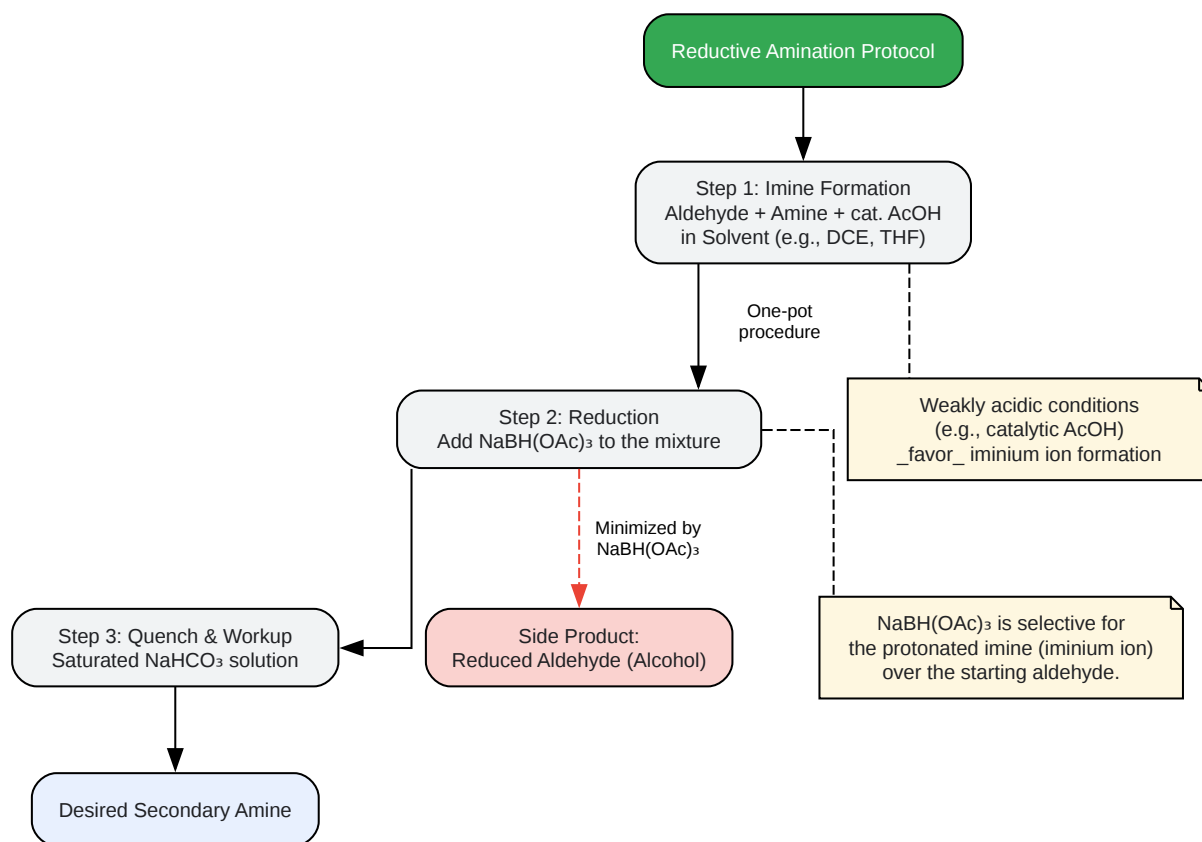 Reductive Amination Protocol
Step 1: Imine Formation
Aldehyde + Amine + cat. AcOH
in Solvent (e.g., DCE, THF)
One-pot
procedure
Weakly acidic conditions
(e.g., catalytic AcOH)
_favor_ iminium ion formation
Step 2: Reduction
Add NaBH(OAc)₃ to the mixture
Minimized by
NaBH(OAc)₃
Step 3: Quench & Workup
Saturated NaHCO₃ solution
Side Product:
Reduced Aldehyde (Alcohol)
NaBH(OAc)₃ is selective for
the protonated imine (iminium ion)
over the starting aldehyde.
Desired Secondary Amine